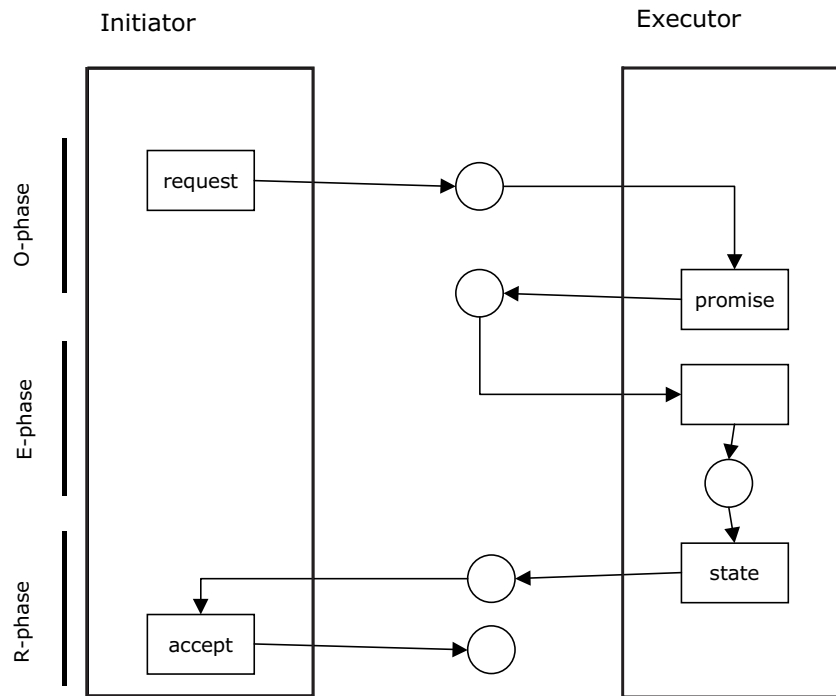 Initiator
Executor
O-phase
request
promise
E-phase
R-phase
state
accept